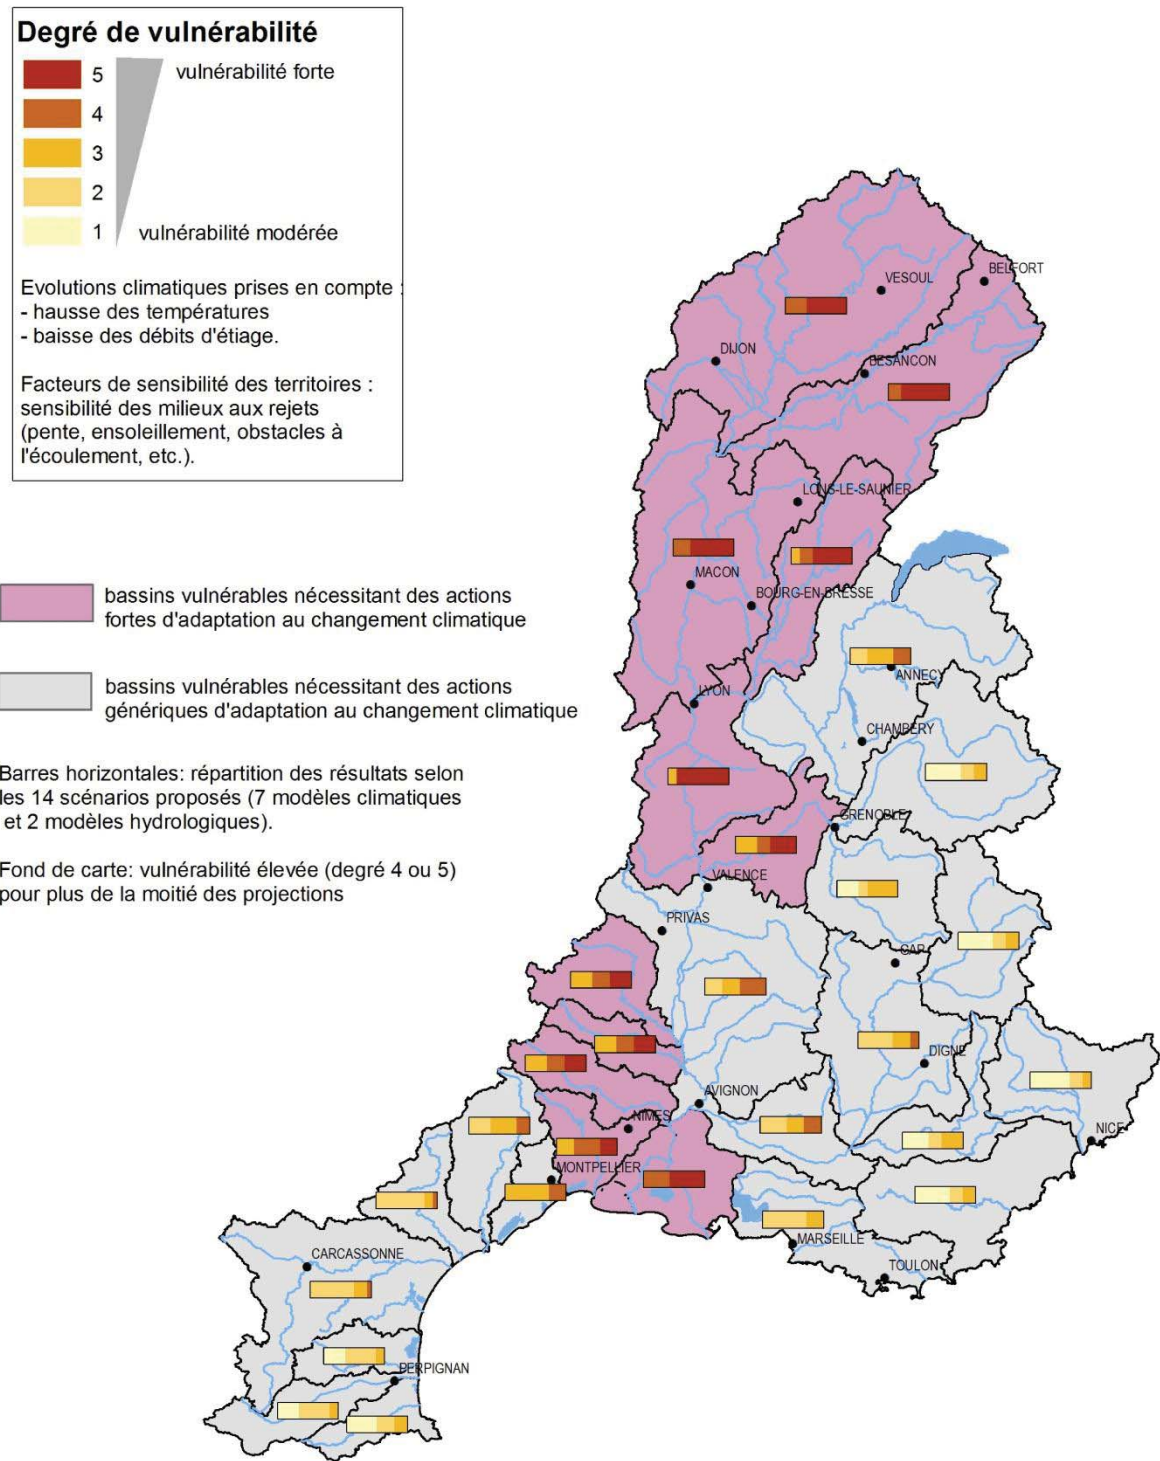 Degré de vulnérabilité
5
vulnérabilité forte
4
3
2
1
vulnérabilité modérée
Evolutions climatiques prises en compte :
- hausse des températures
- baisse des débits d'étiage.
Facteurs de sensibilité des territoires :
sensibilité des milieux aux rejets
(pente, ensoleillement, obstacles à
l'écoulement, etc.).
bassins vulnérables nécessitant des actions
fortes d'adaptation au changement climatique
bassins vulnérables nécessitant des actions
génériques d'adaptation au changement climatique
Barres horizontales: répartition des résultats selon
les 14 scénarios proposés (7 modèles climatiques
et 2 modèles hydrologiques).
Fond de carte: vulnérabilité élevée (degré 4 ou 5)
pour plus de la moitié des projections
BELFORT
VESOUL
DIJON
BESANCON
LONS-LE-SAUNIER
MACON
BOURG-EN-BRESSE
ANNECY
LYON
CHAMBERY
GRENOBLE
VALENCE
PRIVAS
GAP
DIGNE
AVIGNON
NIMES
NICE
MONTPELLIER
MARSEILLE
TOULON
CARCASSONNE
PERPIGNAN